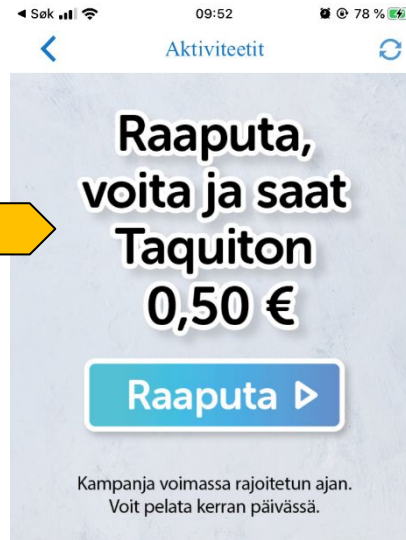 Søk 09:52 78 %
Aktiviteetit
Raaputa,
voita ja saat
Taquiton
0,50 €
Raaputa
Kampanja voimassa rajoitetun ajan.
Voit pelata kerran päivässä.